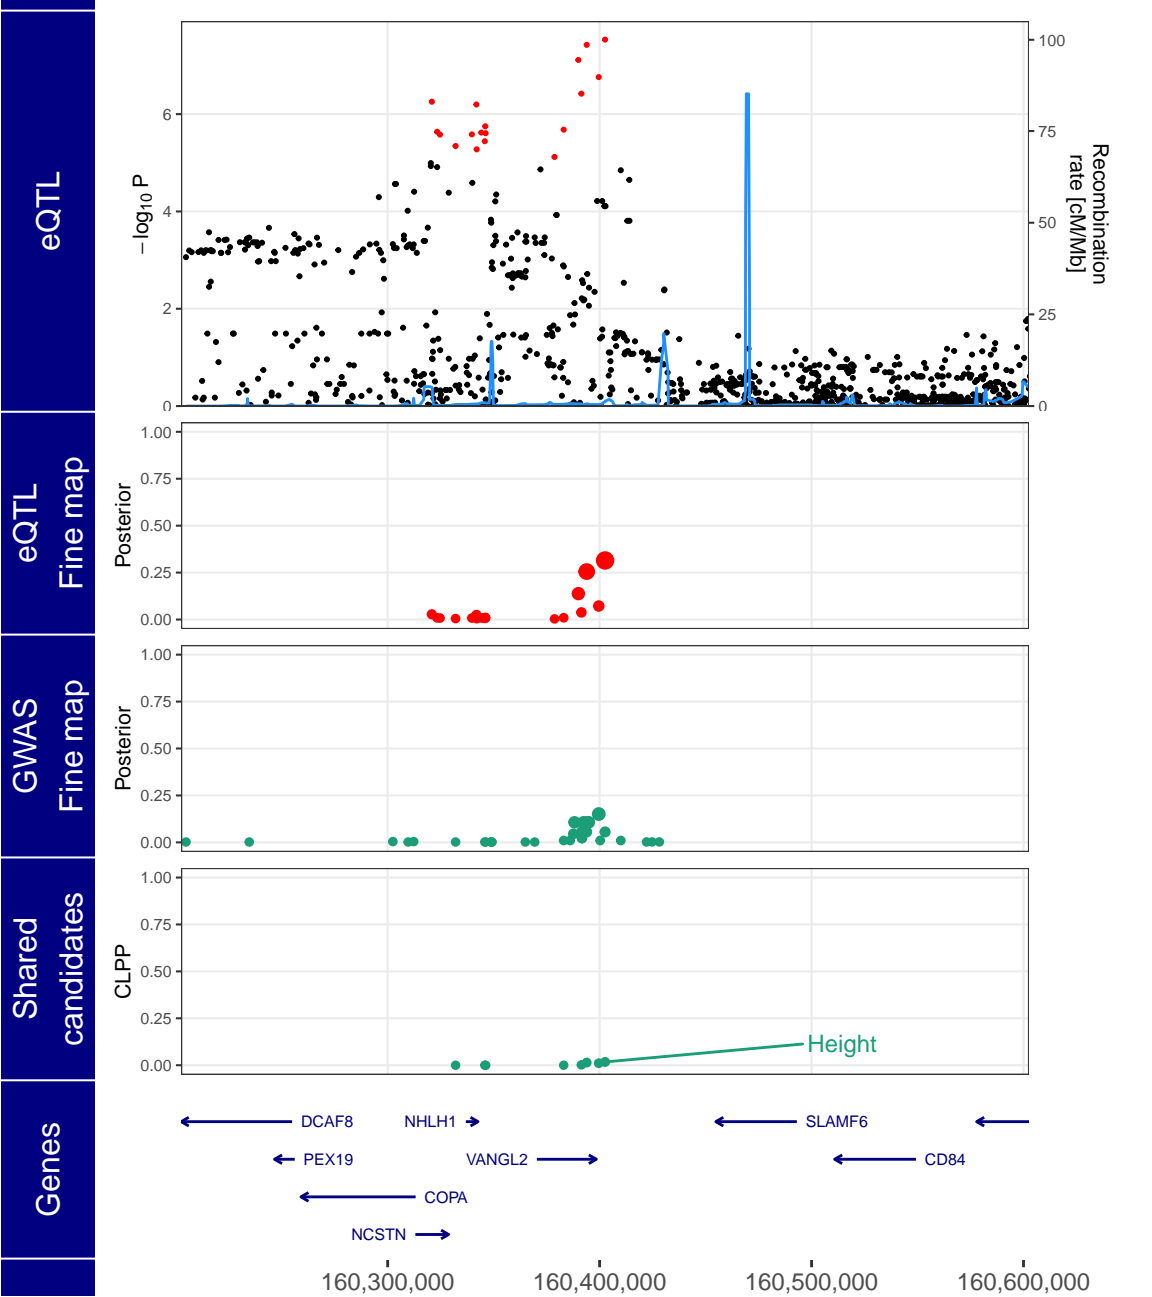 eQTL
−log10 P
6
4
2
0
100
75
50
25
0
Recombination
rate [cM/Mb]
eQTL
Fine map
Posterior
1.00
0.75
0.50
0.25
0.00
GWAS
Fine map
Posterior
1.00
0.75
0.50
0.25
0.00
Shared
candidates
CLPP
1.00
0.75
0.50
0.25
0.00
Height
Genes
DCAF8
NHLH1
SLAMF6
PEX19
VANGL2
CD84
COPA
NCSTN
160,300,000
160,400,000
160,500,000
160,600,000